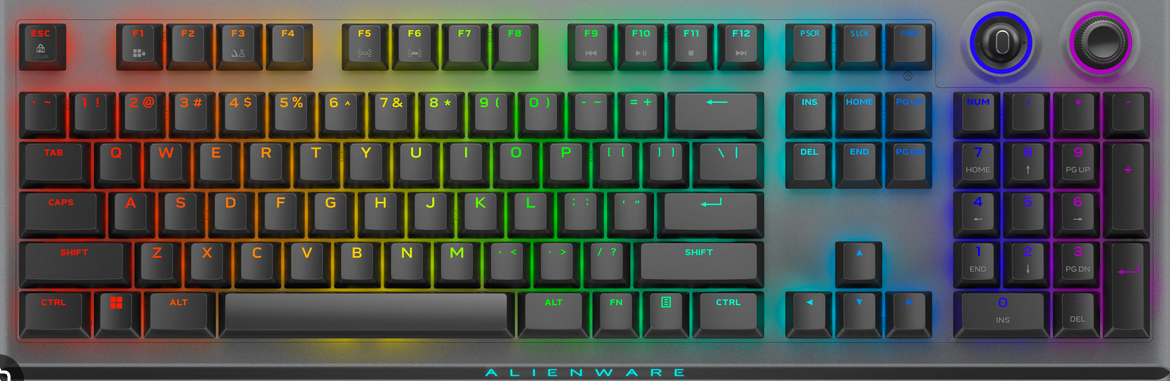 ESC F1 F2 F3 F4 F5 F6 F7 F8 F9 F10 F11 F12 PSCR SLCK
~ 1 ! 2 @ 3 # 4 $ 5 % 6 ^ 7 & 8 * 9 ( 0 ) - - = + INS HOME PG UP NUM / * -
TAB Q W E R T Y U I O P [ { ] } \ | DEL END PG DN 7 HOME 8 ↑ 9 PG UP +
CAPS A S D F G H J K L ; : ' " 4 ← 5 6 →
SHIFT Z X C V B N M , < . > / ? SHIFT 1 END 2 ↓ 3 PG DN
CTRL ALT ALT FN CTRL 0 INS . DEL
ALIENWARE